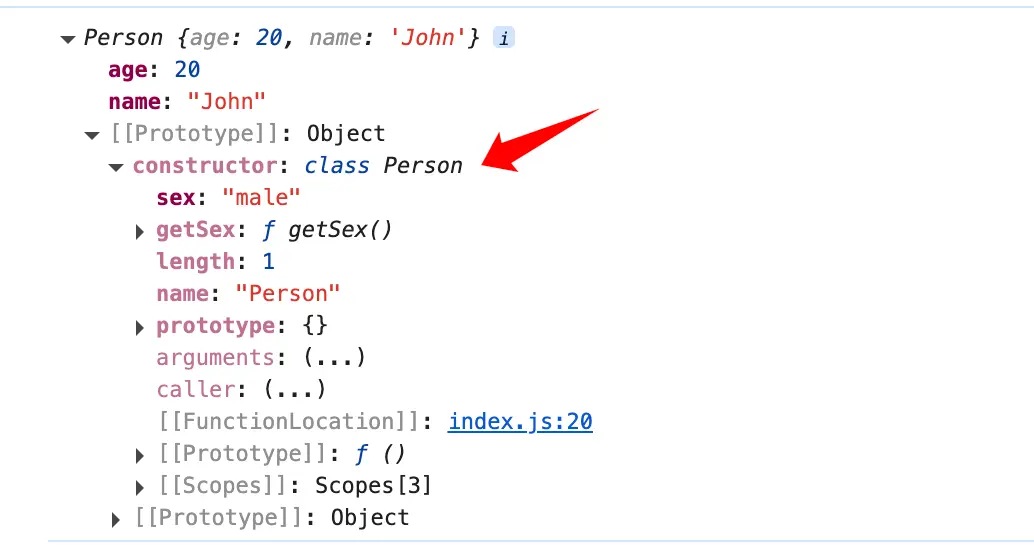 Person {age: 20, name: 'John'} i
age: 20
name: "John"
[[Prototype]]: Object
constructor: class Person
sex: "male"
getSex: ƒ getSex()
length: 1
name: "Person"
prototype: {}
arguments: (...)
caller: (...)
[[FunctionLocation]]: index.js:20
[[Prototype]]: ƒ ()
[[Scopes]]: Scopes[3]
[[Prototype]]: Object